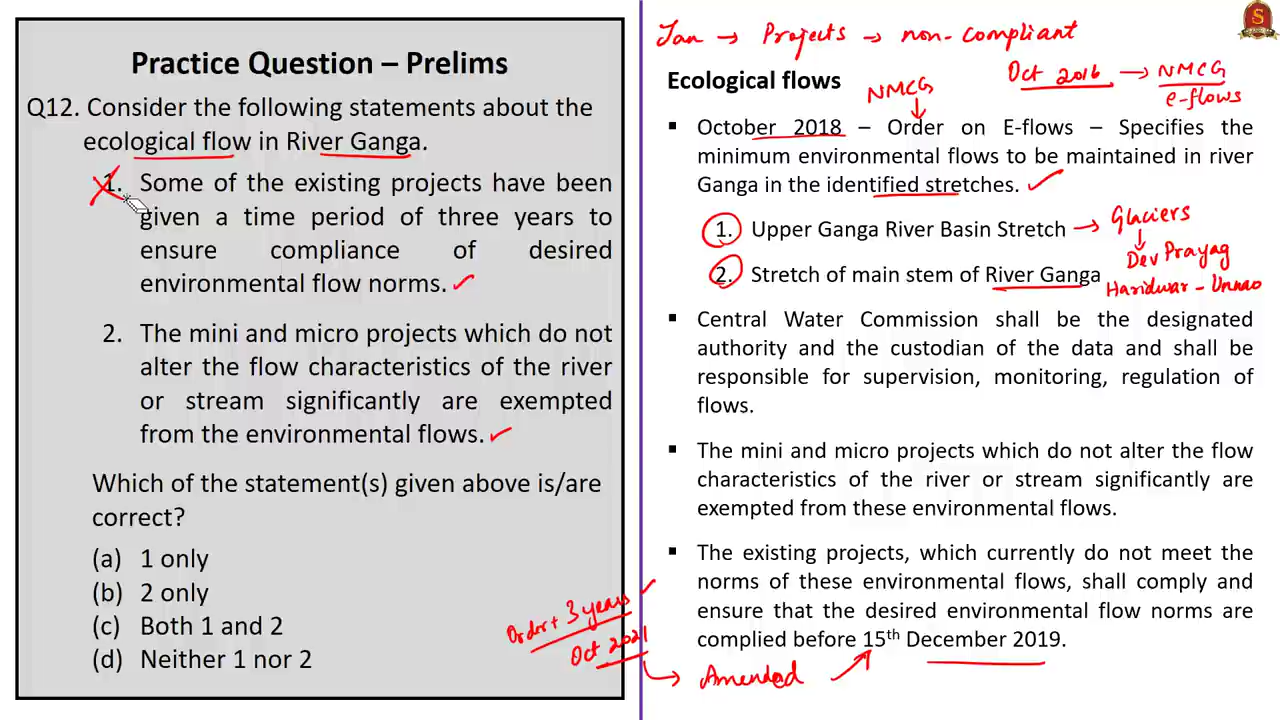 Practice Question – Prelims
Q12. Consider the following statements about the
ecological flow in River Ganga.
1. Some of the existing projects have been
given a time period of three years to
ensure compliance of desired
environmental flow norms.
2. The mini and micro projects which do not
alter the flow characteristics of the river
or stream significantly are exempted
from the environmental flows.
Which of the statement(s) given above is/are
correct?
(a) 1 only
(b) 2 only
(c) Both 1 and 2
(d) Neither 1 nor 2
Order + 3 years
Oct 2021
Jan → Projects → non-compliant
S
Ecological flows
NMCG
Oct 2016 → NMCG
e-flows
▪ October 2018 – Order on E-flows – Specifies the
minimum environmental flows to be maintained in river
Ganga in the identified stretches.
1. Upper Ganga River Basin Stretch → Glaciers
Dev Prayag
2. Stretch of main stem of River Ganga
Haridwar - Unnao
▪ Central Water Commission shall be the designated
authority and the custodian of the data and shall be
responsible for supervision, monitoring, regulation of
flows.
▪ The mini and micro projects which do not alter the flow
characteristics of the river or stream significantly are
exempted from these environmental flows.
▪ The existing projects, which currently do not meet the
norms of these environmental flows, shall comply and
ensure that the desired environmental flow norms are
complied before 15th December 2019.
Amended